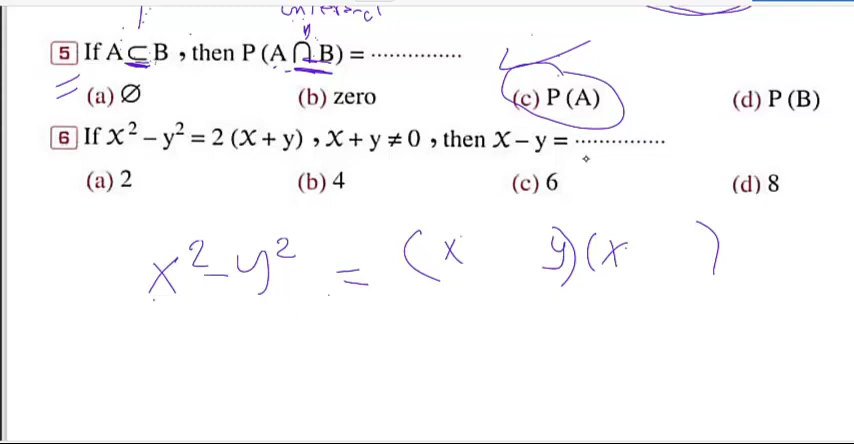 5 If A ⊂ B , then P (A ∩ B) = ...............
(a) ∅ (b) zero (c) P (A) (d) P (B)
6 If x² – y² = 2 (x + y) , x + y ≠ 0 , then x – y = ...............
(a) 2 (b) 4 (c) 6 (d) 8
x² - y² = (x y)(x )